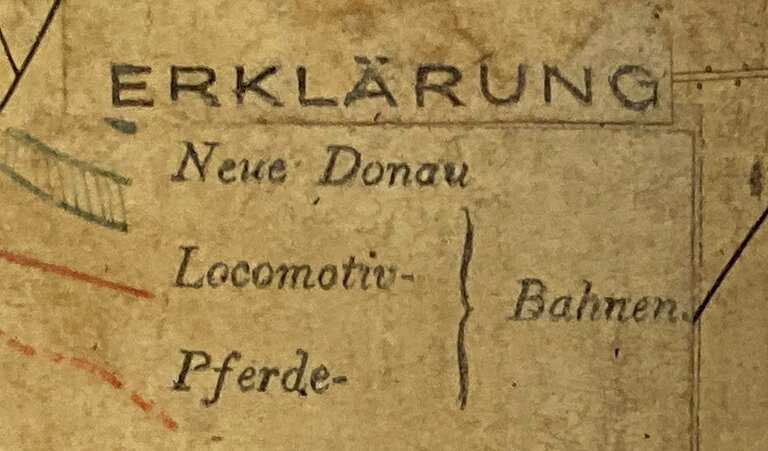 ERKLÄRUNG
Neue Donau
Locomotiv-
Pferde-
Bahnen.